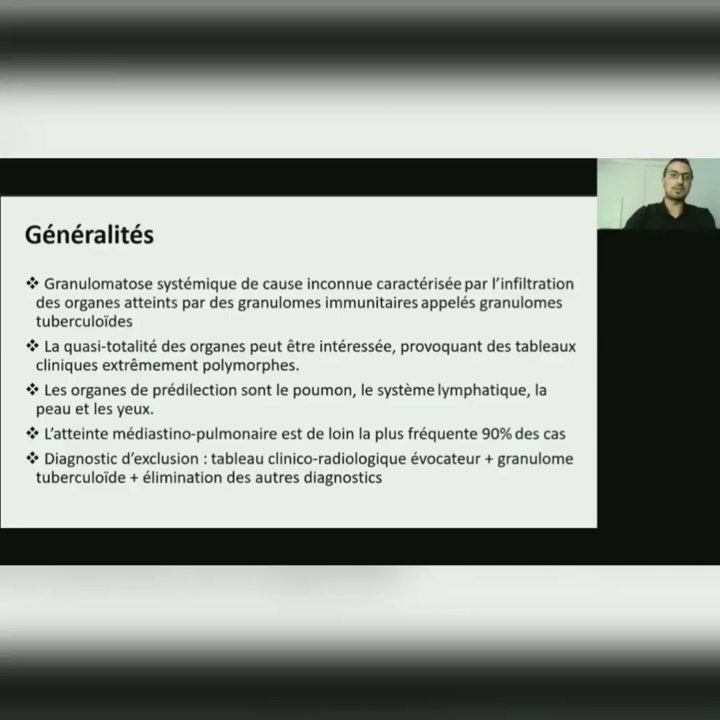 Généralités
❖ Granulomatose systémique de cause inconnue caractérisée par l'infiltration
des organes atteints par des granulomes immunitaires appelés granulomes
tuberculoïdes
❖ La quasi-totalité des organes peut être intéressée, provoquant des tableaux
cliniques extrêmement polymorphes.
❖ Les organes de prédilection sont le poumon, le système lymphatique, la
peau et les yeux.
❖ L'atteinte médiastino-pulmonaire est de loin la plus fréquente 90% des cas
❖ Diagnostic d'exclusion : tableau clinico-radiologique évocateur + granulome
tuberculoïde + élimination des autres diagnostics